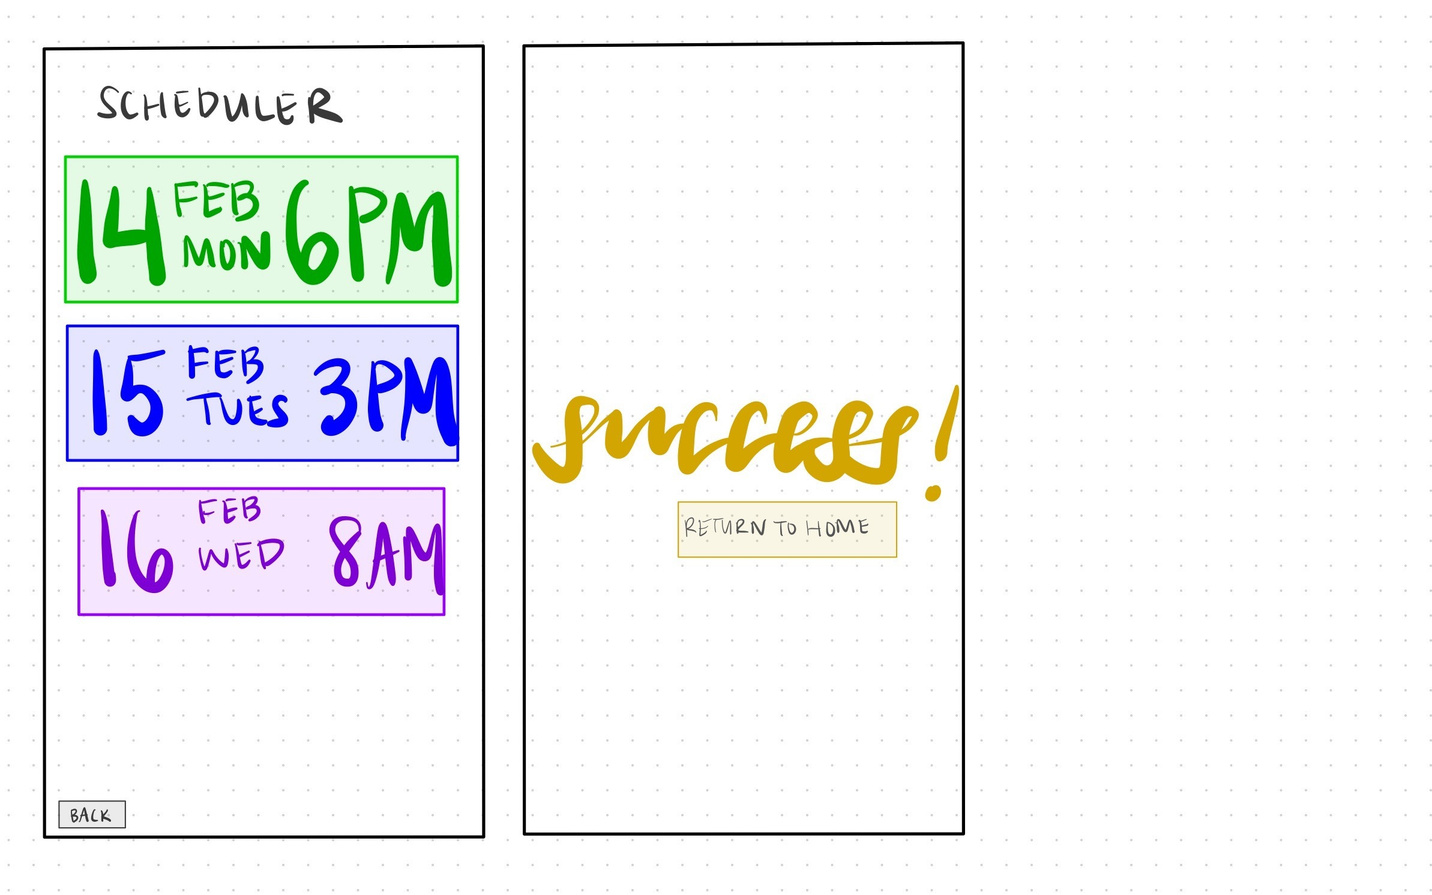 SCHEDULER
14 FEB MON 6PM
15 FEB TUES 3PM
16 FEB WED 8AM
BACK
success!
RETURN TO HOME